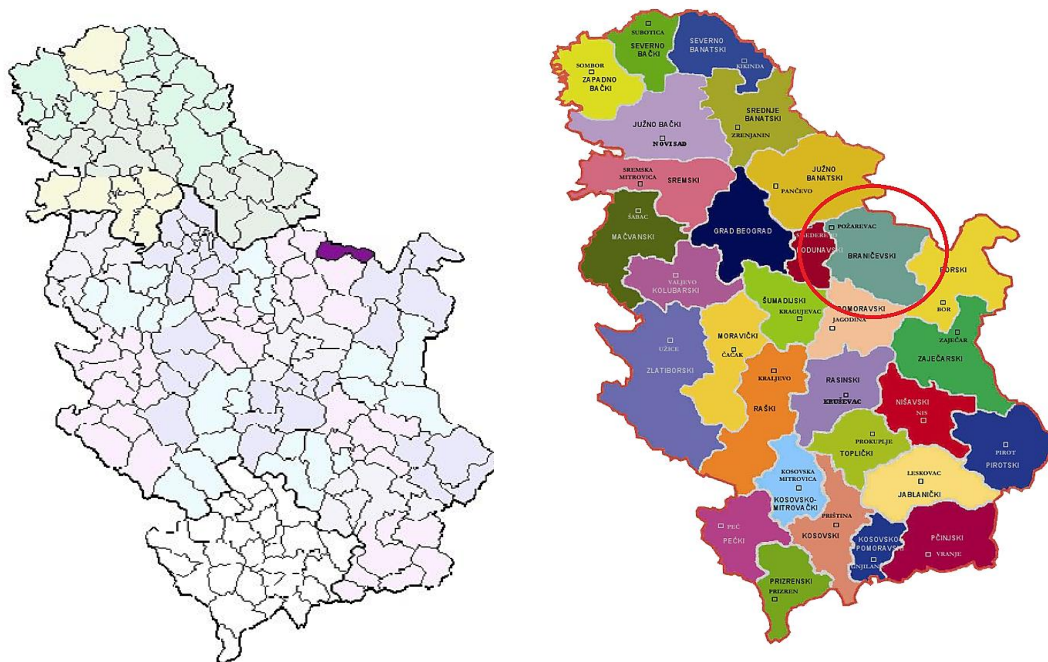 SUBOTICA
SEVERNO
BAČKI
SEVERNO
BANATSKI
KIKINDA
SOMBOR
ZAPADNO
BAČKI
SREDNJE
BANATSKI
ZRENJANIN
JUŽNO BAČKI
NOVI SAD
SREMSKA
MITROVICA
SREMSKI
JUŽNO
BANATSKI
PANČEVO
ŠABAC
MAČVANSKI
GRAD BEOGRAD
POŽAREVAC
BRANIČEVSKI
ODUNAVSKI
VALJEVO
KOLUBARSKI
ŠUMADIJSKI
KRAGUJEVAC
POMORAVSKI
JAGODINA
BORSKI
BOR
ZAJEČAR
ZAJEČARSKI
UŽICE
ZLATIBORSKI
MORAVIČKI
ČAČAK
KRALJEVO
RAŠKI
RASINSKI
KRUŠEVAC
NIŠAVSKI
NIŠ
PROKUPLJE
TOPLIČKI
PIROT
PIROTSKI
LESKOVAC
JABLANIČKI
KOSOVSKA
MITROVICA
KOSOVSKO-
MITROVAČKI
PRIŠTINA
KOSOVSKI
PEĆ
PEČKI
KOSOVSKO
POMORAVSKI
GNJILANE
PČINJSKI
VRANJE
PRIZRENSKI
PRIZREN